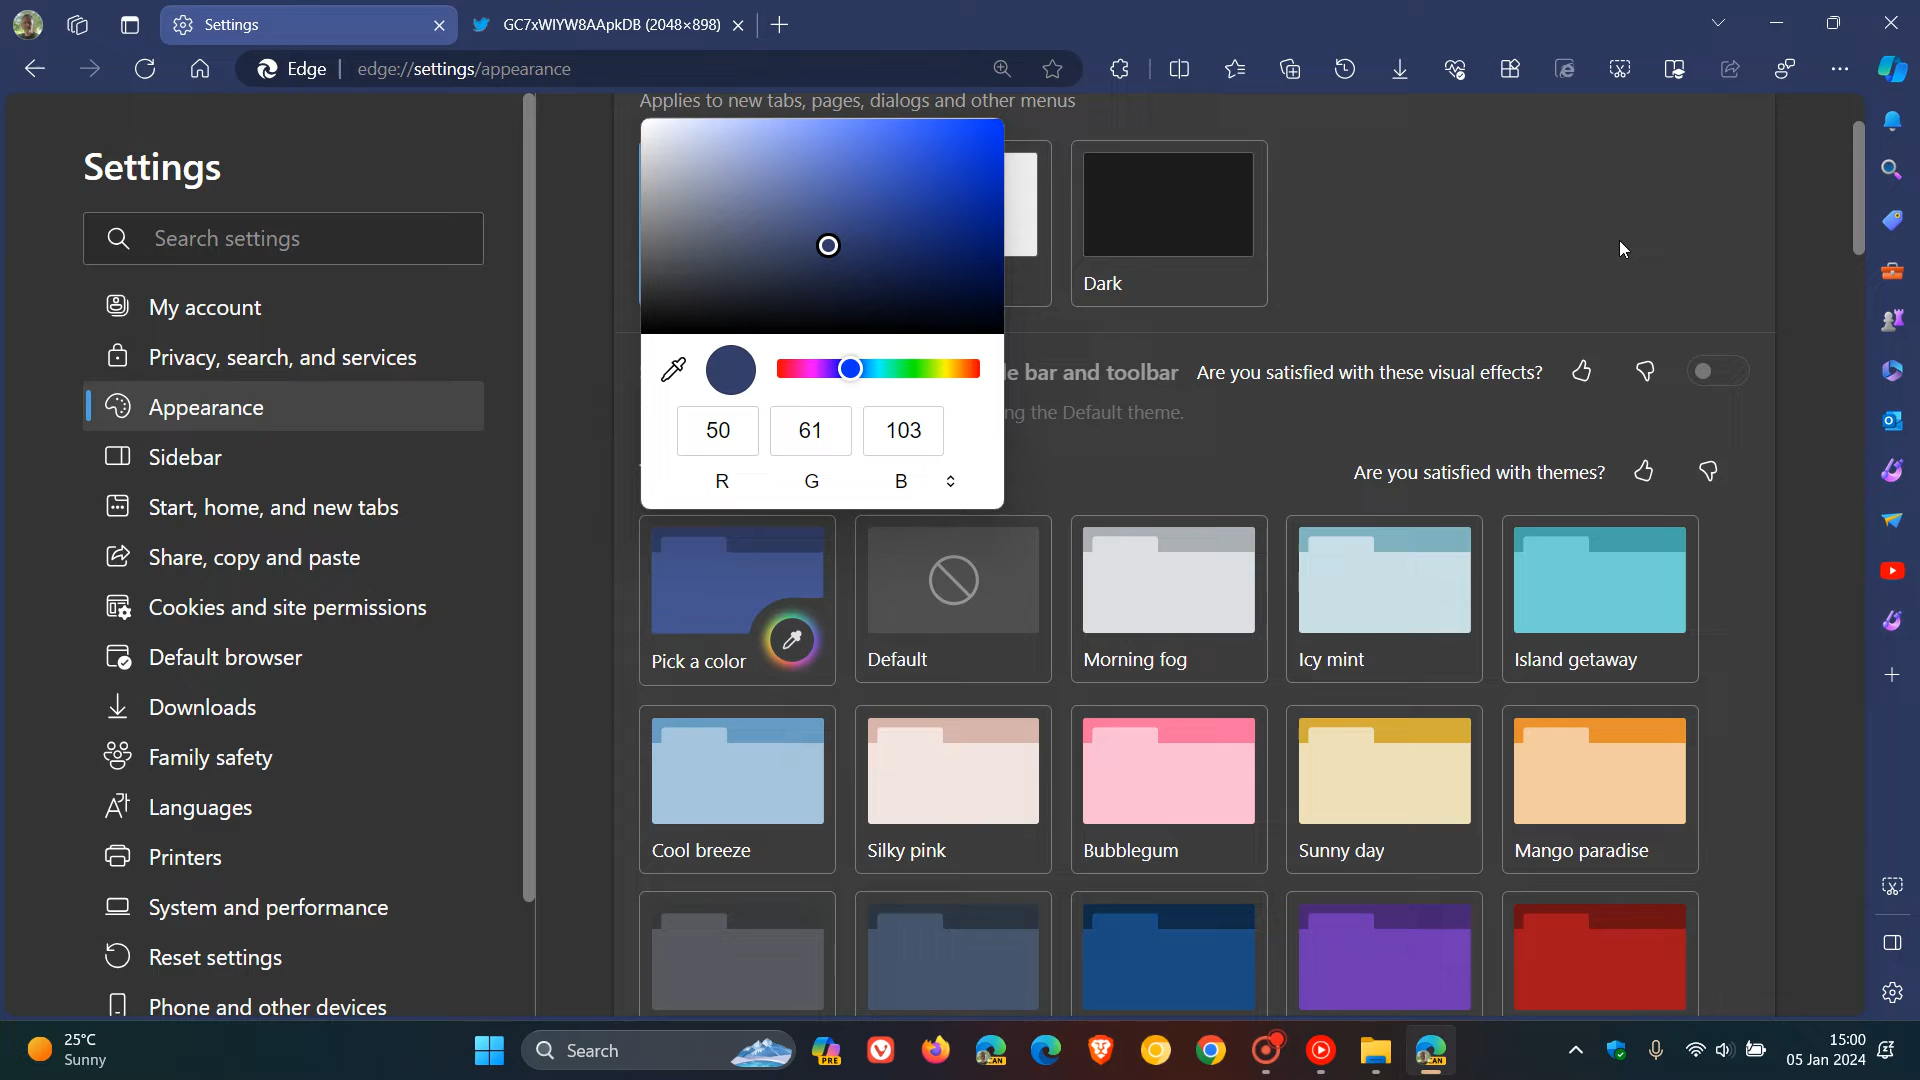 Settings
GC7xWlYW8AApkDB (2048×898)
Edge
edge://settings/appearance
Settings
Search settings
My account
Privacy, search, and services
Appearance
Sidebar
Start, home, and new tabs
Share, copy and paste
Cookies and site permissions
Default browser
Downloads
Family safety
Languages
Printers
System and performance
Reset settings
Phone and other devices
Applies to new tabs, pages, dialogs and other menus
Dark
50 61 103
R G B
le bar and toolbar Are you satisfied with these visual effects?
ng the Default theme.
Are you satisfied with themes?
Pick a color
Default
Morning fog
Icy mint
Island getaway
Cool breeze
Silky pink
Bubblegum
Sunny day
Mango paradise
25°C
Sunny
Search
PRE
CAN
CAN
15:00
05 Jan 2024